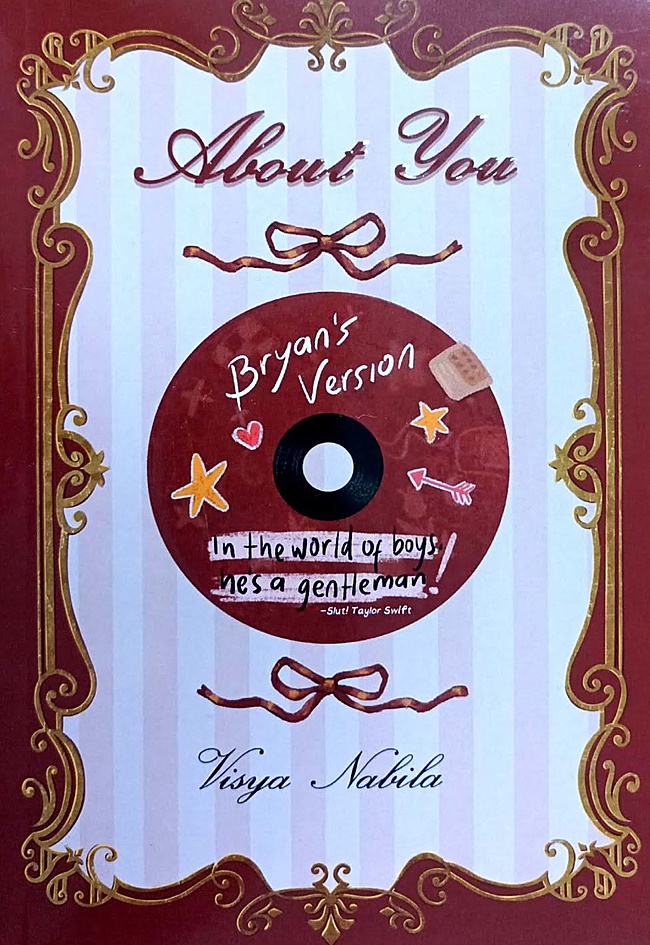 About You
Bryan's
Version
In the world of boys,
he's a gentleman!
-Slut! Taylor Swift
Visya Nabila